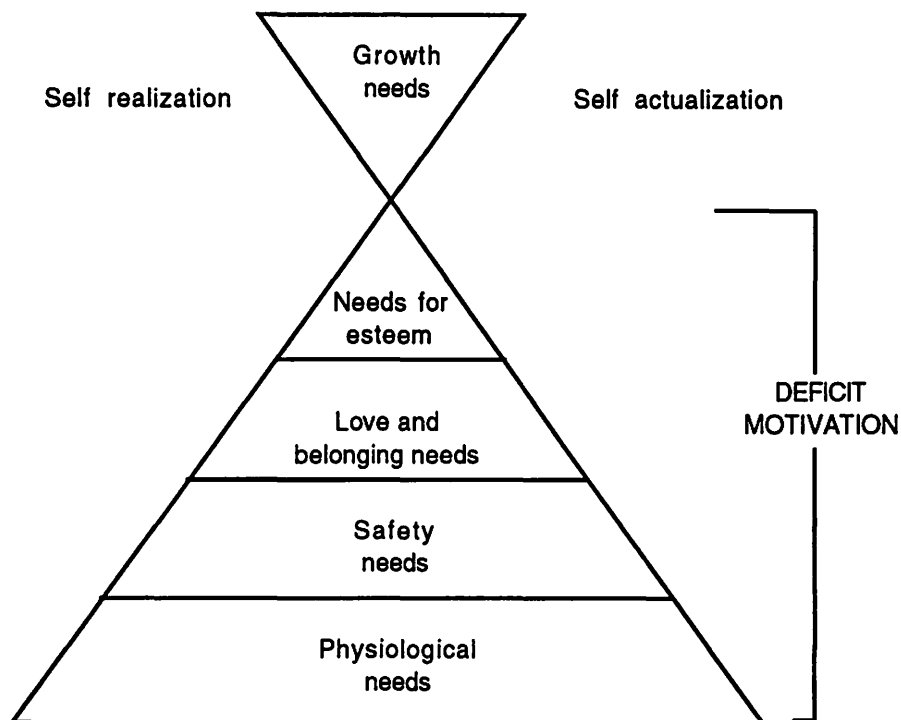 Growth
needs
Self realization
Self actualization
Needs for
esteem
Love and
belonging needs
DEFICIT
MOTIVATION
Safety
needs
Physiological
needs